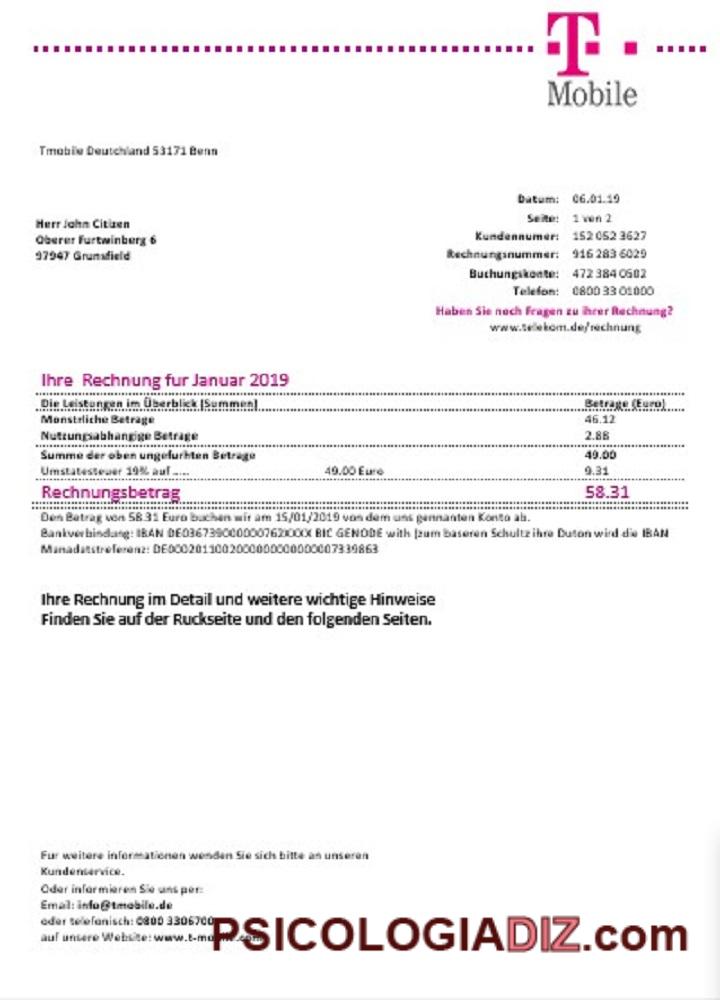 T
Mobile
Tmobile Deutchland 53171 Benn
Datum: 06.01.19
Seite: 1 ven 2
Herr John Citizen
Kundennumer: 152 052 3627
Oberer Furtwinberg 6
Rechnungsnummer: 916 283 6029
97947 Grunsfield
Buchungskonte: 472 384 0502
Telefon: 0800 33 01000
Haben Sie noch Fragen zu ihrer Rechnung?
www.telekom.de/rechnung
Ihre Rechnung fur Januar 2019
Die Leistungen im Überblick (Summen) Betrage (Euro)
Monstrliche Betrage 46.12
Nutzungsabhangige Betrage 2.88
Summe der oben ungefurhten Betrage 49.00
Umstatesteuer 19% auf ..... 49.00 Euro 9.31
Rechnungsbetrag 58.31
Den Betrag von 58.31 Euro buchen wir am 15/01/2019 von dem uns gennanten Konto ab.
Bankverbindung: IBAN BIC GENODE with (zum baseren Schultz ihre Duton wird die IBAN
Manadatstreferenz:
Ihre Rechnung im Detail und weitere wichtige Hinweise
Finden Sie auf der Ruckseite und den folgenden Seiten.
Fur weitere informationen wenden Sie sich bitte an unseren
Kundenservice.
Oder informieren Sie uns per:
Email: info@tmobile.de
oder telefonisch: 0800 3306700
auf unsere Website:
PSICOLOGIADIZ.com